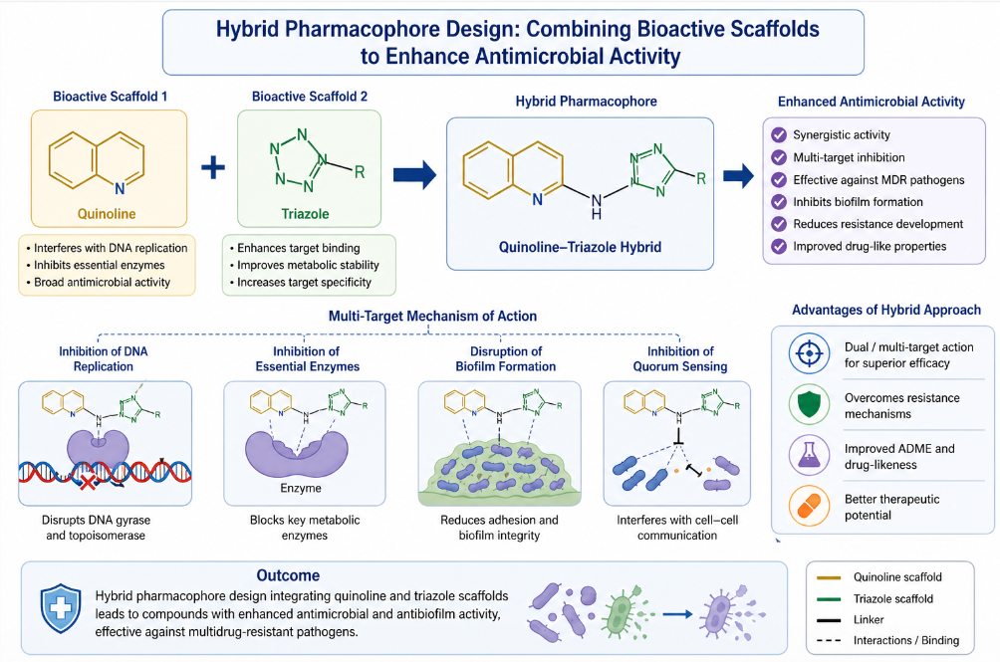 Hybrid Pharmacophore Design: Combining Bioactive Scaffolds
to Enhance Antimicrobial Activity
Bioactive Scaffold 1
N
Quinoline
• Interferes with DNA replication
• Inhibits essential enzymes
• Broad antimicrobial activity
+
Bioactive Scaffold 2
N
N
N
N
N
R
Triazole
• Enhances target binding
• Improves metabolic stability
• Increases target specificity
Hybrid Pharmacophore
N
N
H
N
N
N
N
R
Quinoline–Triazole Hybrid
Enhanced Antimicrobial Activity
Synergistic activity
Multi-target inhibition
Effective against MDR pathogens
Inhibits biofilm formation
Reduces resistance development
Improved drug-like properties
Multi-Target Mechanism of Action
Inhibition of DNA
Replication
Disrupts DNA gyrase
and topoisomerase
Inhibition of
Essential Enzymes
Enzyme
Blocks key metabolic
enzymes
Disruption of
Biofilm Formation
Reduces adhesion and
biofilm integrity
Inhibition of
Quorum Sensing
Interferes with cell–cell
communication
Advantages of Hybrid Approach
Dual / multi-target action
for superior efficacy
Overcomes resistance
mechanisms
Improved ADME and
drug-likeness
Better therapeutic
potential
Outcome
Hybrid pharmacophore design integrating quinoline and triazole scaffolds
leads to compounds with enhanced antimicrobial and antibiofilm activity,
effective against multidrug-resistant pathogens.
Quinoline scaffold
Triazole scaffold
Linker
Interactions / Binding